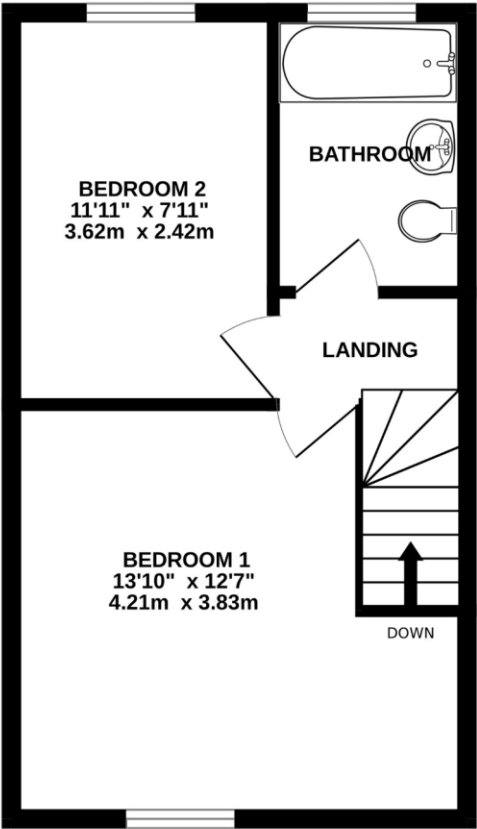 BATHROOM
BEDROOM 2
11'11" x 7'11"
3.62m x 2.42m
LANDING
BEDROOM 1
13'10" x 12'7"
4.21m x 3.83m
DOWN